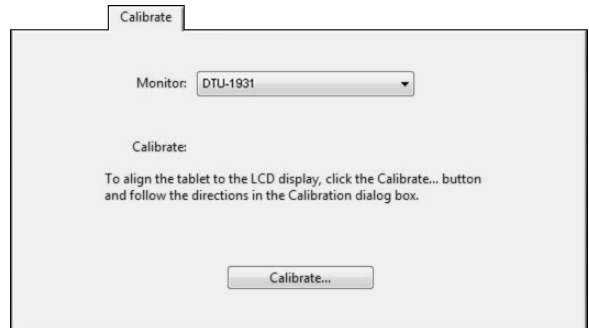 Calibrate
Monitor: DTU-1931
Calibrate:
To align the tablet to the LCD display, click the Calibrate... button
and follow the directions in the Calibration dialog box.
Calibrate...